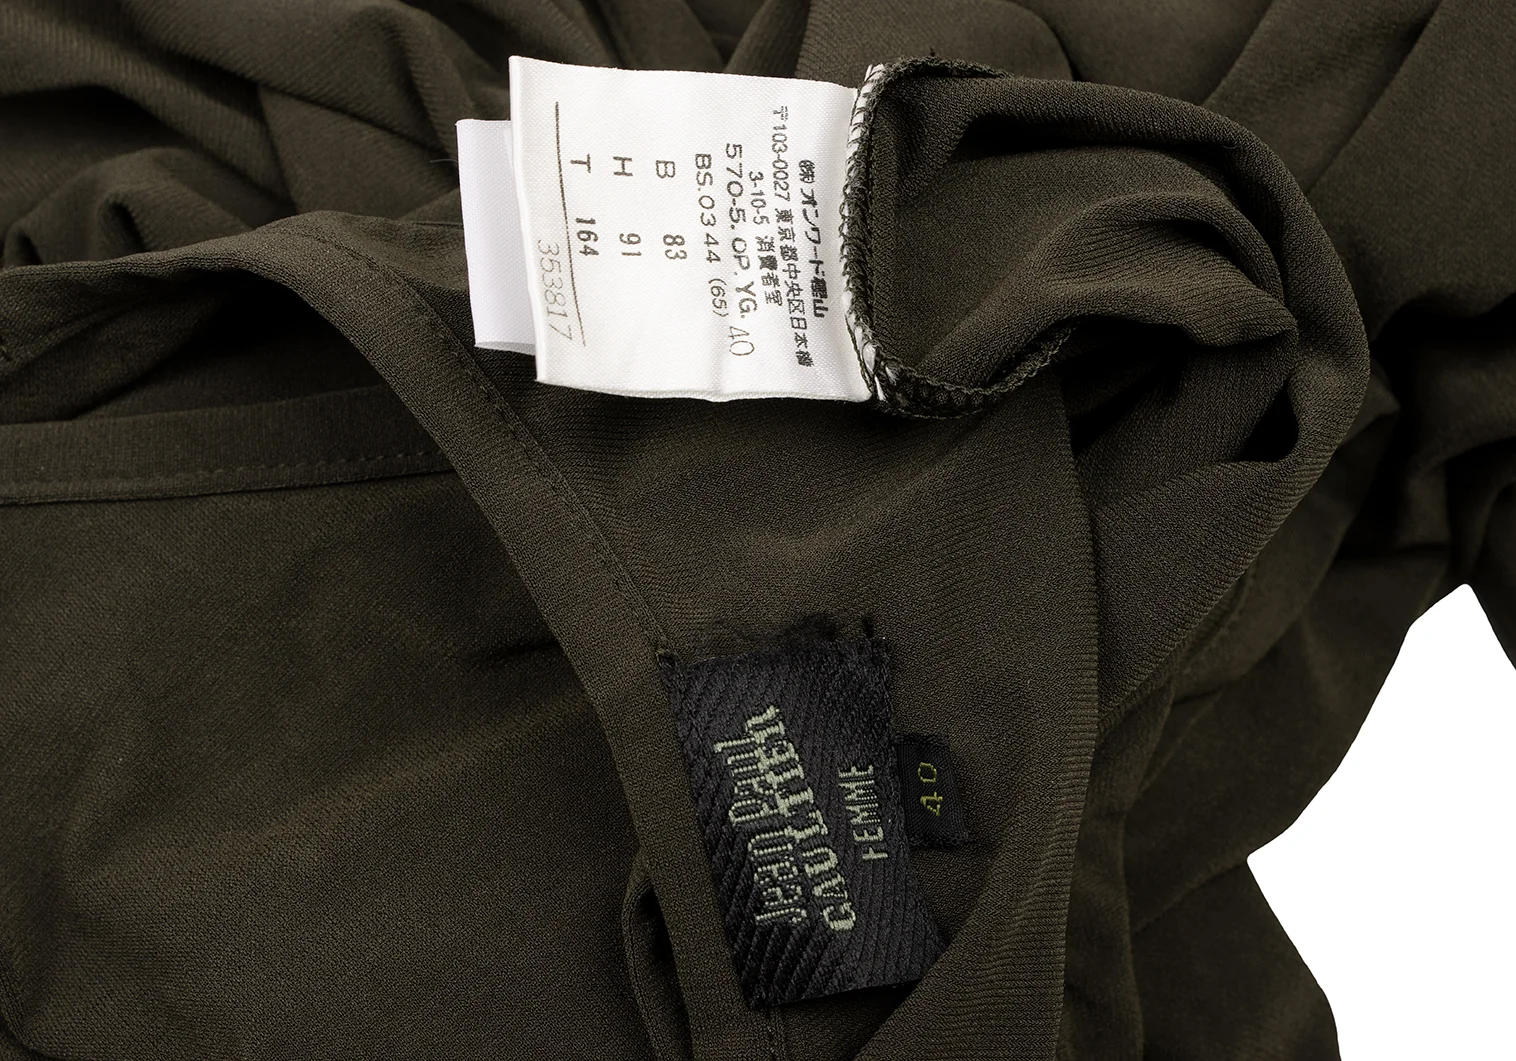 ㈱オンワード樫山
〒103-0027 東京都中央区日本橋
3-10-5 消費者室
570-5.OP.YG. 40
BS.0344 (65)
B 83
H 91
T 164
353817
Jean Paul
GAULTIER
FEMME
40